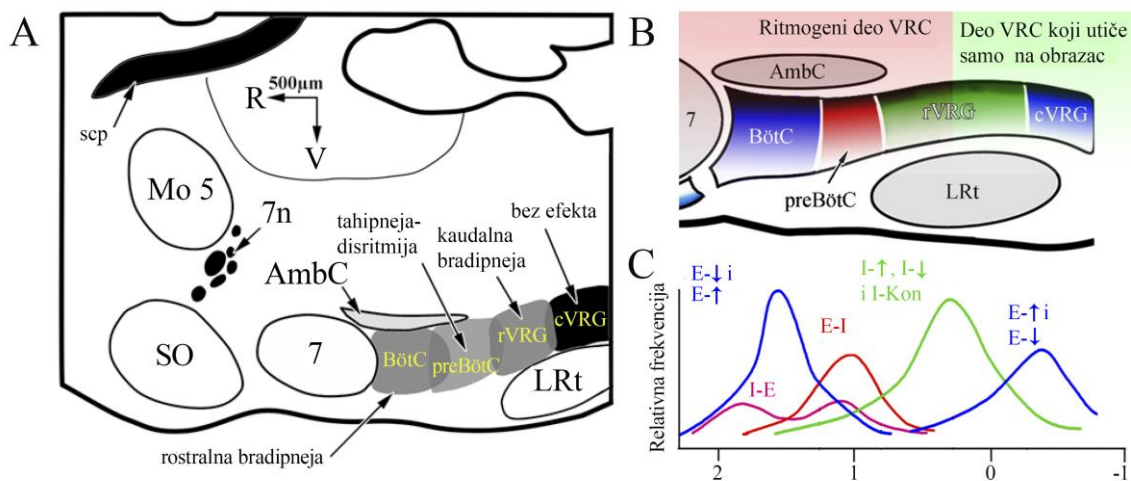 A
scp
R
500µm
V
Mo 5
7n
tahipneja-
disritmija
kaudalna
bradipneja
bez efekta
AmbC
SO
7
BötC
preBötC
rVRG
cVRG
LRt
rostralna bradipneja
B
Ritmogeni deo VRC
Deo VRC koji utiče
samo na obrazac
AmbC
7
BötC
rVRG
cVRG
preBötC
LRt
C
Relativna frekvencija
E-↓ i
E-↑
I-↑, I-↓
i I-Kon
E-I
I-E
E-↑ i
E-↓
2
1
0
-1